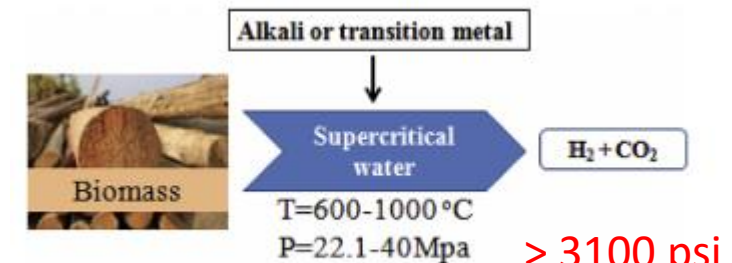 Alkali or transition metal
Supercritical
water
H₂+CO₂
Biomass
T=600-1000 °C
P=22.1-40Mpa
> 3100 psi